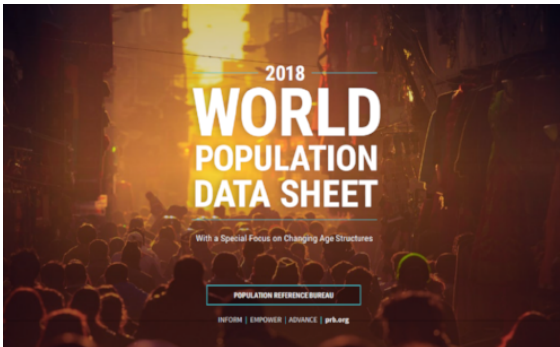 2018
WORLD
POPULATION
DATA SHEET
With a Special Focus on Changing Age Structures
POPULATION REFERENCE BUREAU
INFORM | EMPOWER | ADVANCE | prb.org